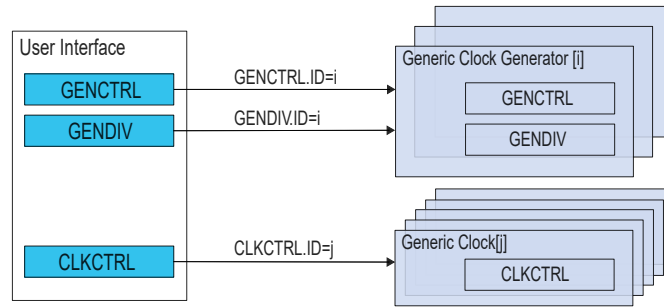 User Interface
GENCTRL
GENDIV
CLKCTRL
GENCTRL.ID=i
GENDIV.ID=i
CLKCTRL.ID=j
Generic Clock Generator [i]
GENCTRL
GENDIV
Generic Clock[j]
CLKCTRL